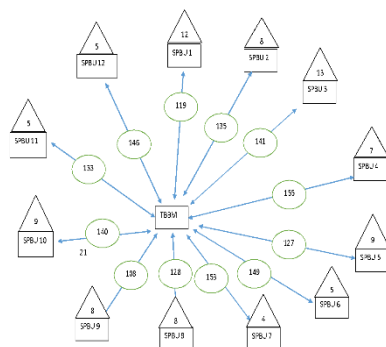 12
SPBU 1
8
SPBU 2
13
SPBU 3
7
SPBU 4
9
SPBU 5
5
SPBU 6
SPBU 7
8
SPBU 8
8
SPBU 9
9
SPBU 10
21
5
SPBU 11
5
SPBU 12
119
135
141
155
127
149
153
128
108
140
133
146
TBBM